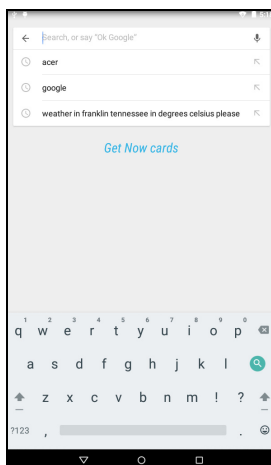 Search, or say "Ok Google"
acer
google
weather in franklin tennessee in degrees celsius please
Get Now cards
1 2 3 4 5 6 7 8 9 0
q w e r t y u i o p
a s d f g h j k l
z x c v b n m ! ?
?123 , .